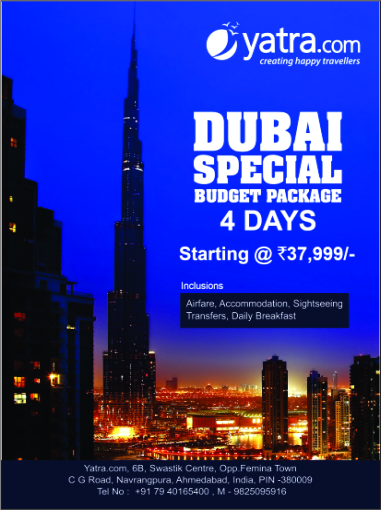 yatra.com
creating happy travellers
DUBAI
SPECIAL
BUDGET PACKAGE
4 DAYS
Starting @ ₹37,999/-
Inclusions
Airfare, Accommodation, Sightseeing
Transfers, Daily Breakfast
Yatra.com, 6B, Swastik Centre, Opp.Femina Town
C G Road, Navrangpura, Ahmedabad, India, PIN -380009
Tel No : +91 79 40165400 , M - 9825095916